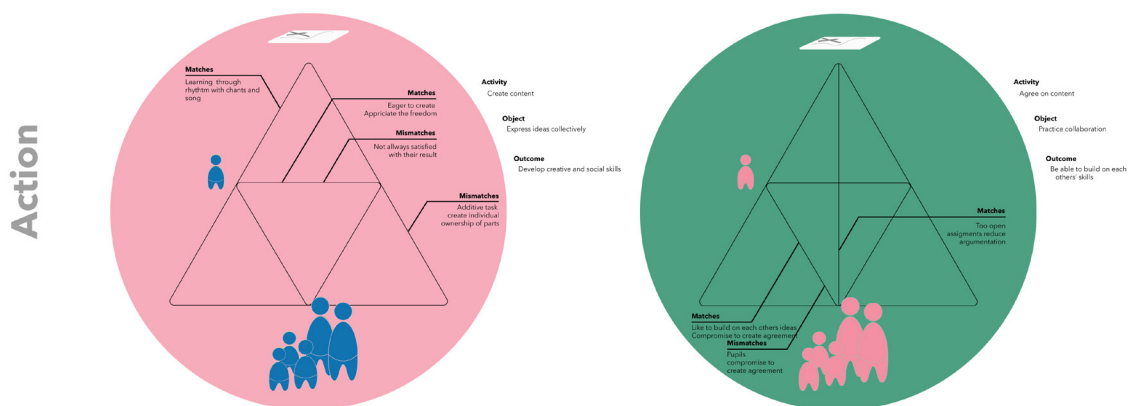 Action
Matches
Learning through
rhythtm with chants and
song
Matches
Eager to create
Appriciate the freedom
Mismatches
Not allways satisfied
with their result
Mismatches
Additive task
create individual
ownership of parts
Activity
Create content
Object
Express ideas collectively
Outcome
Develop creative and social skills
Matches
Too open
assigments reduce
argumentation
Matches
Like to build on each others ideas
Compromise to create agreement
Mismatches
Pupils
compromise to
create agreement
Activity
Agree on content
Object
Practice collaboration
Outcome
Be able to build on each
others' skills